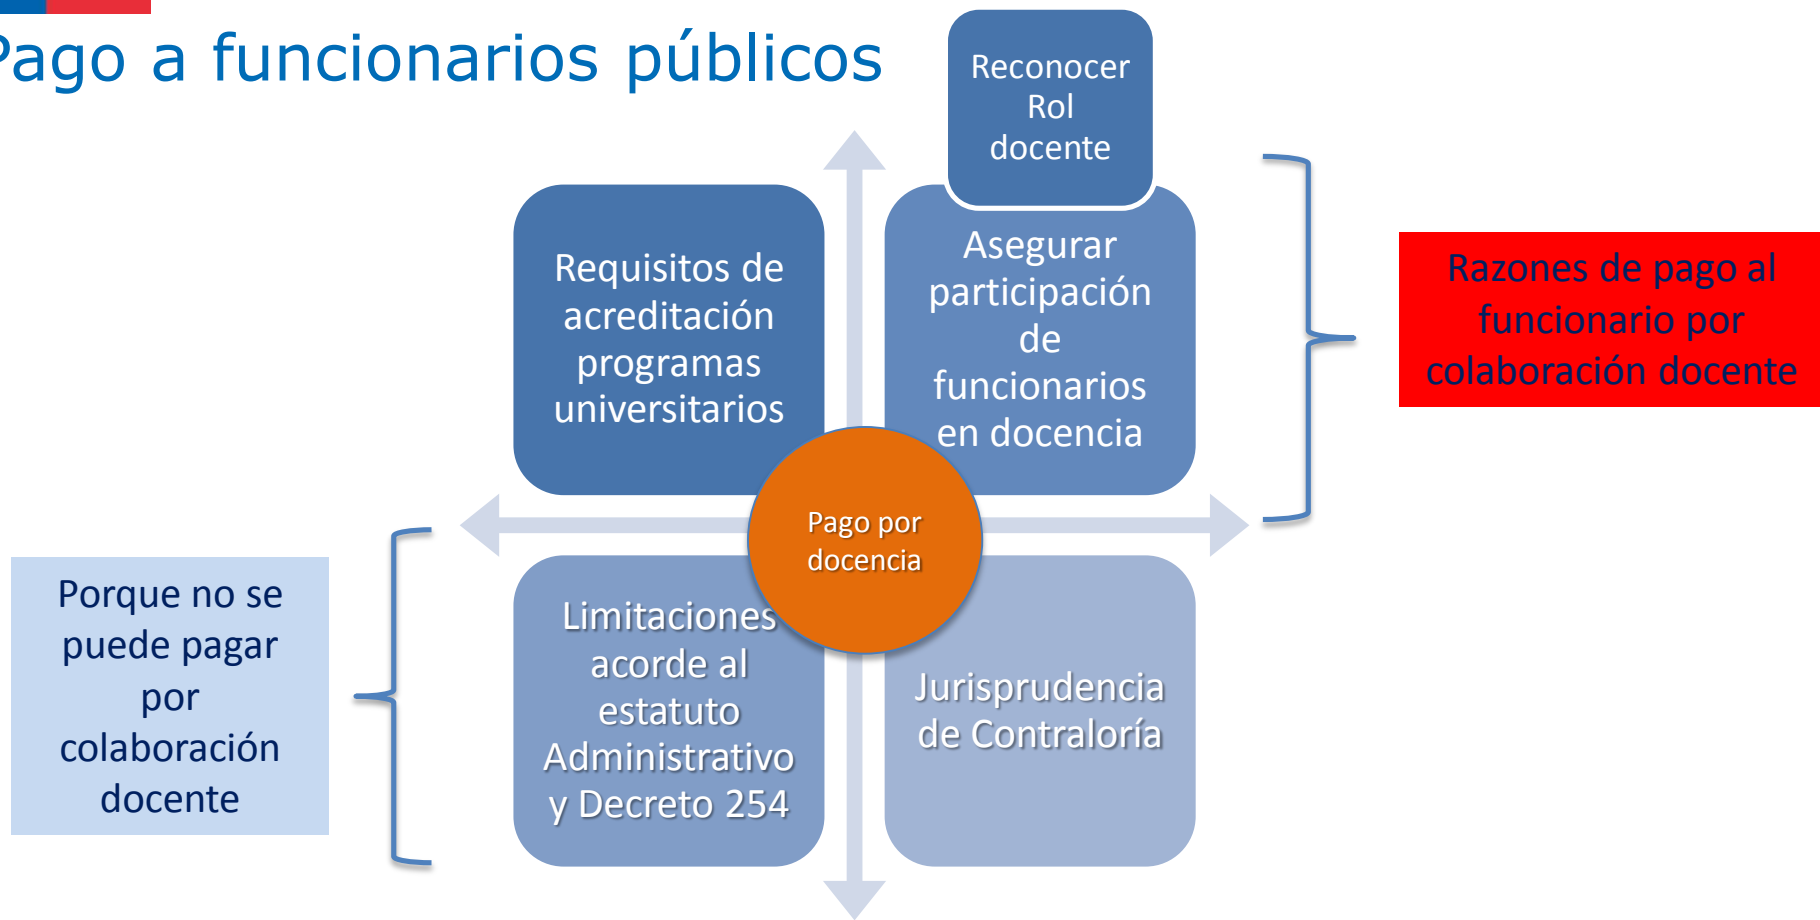 Pago a funcionarios públicos
Reconocer
Rol
docente
Requisitos de
acreditación
programas
universitarios
Asegurar
participación
de
funcionarios
en docencia
Razones de pago al
funcionario por
colaboración docente
Pago por
docencia
Porque no se
puede pagar
por
colaboración
docente
Limitaciones
acorde al
estatuto
Administrativo
y Decreto 254
Jurisprudencia
de Contraloría